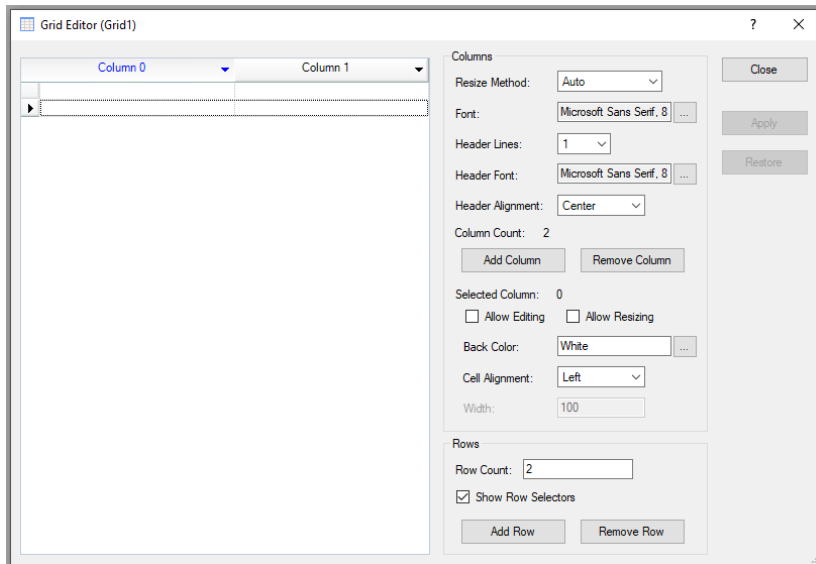 Grid Editor (Grid1)
?
Column 0
Column 1
Columns
Resize Method: Auto
Font: Microsoft Sans Serif, 8 ...
Header Lines: 1
Header Font: Microsoft Sans Serif, 8 ...
Header Alignment: Center
Column Count: 2
Add Column Remove Column
Selected Column: 0
Allow Editing Allow Resizing
Back Color: White ...
Cell Alignment: Left
Width: 100
Rows
Row Count: 2
Show Row Selectors
Add Row Remove Row
Close
Apply
Restore